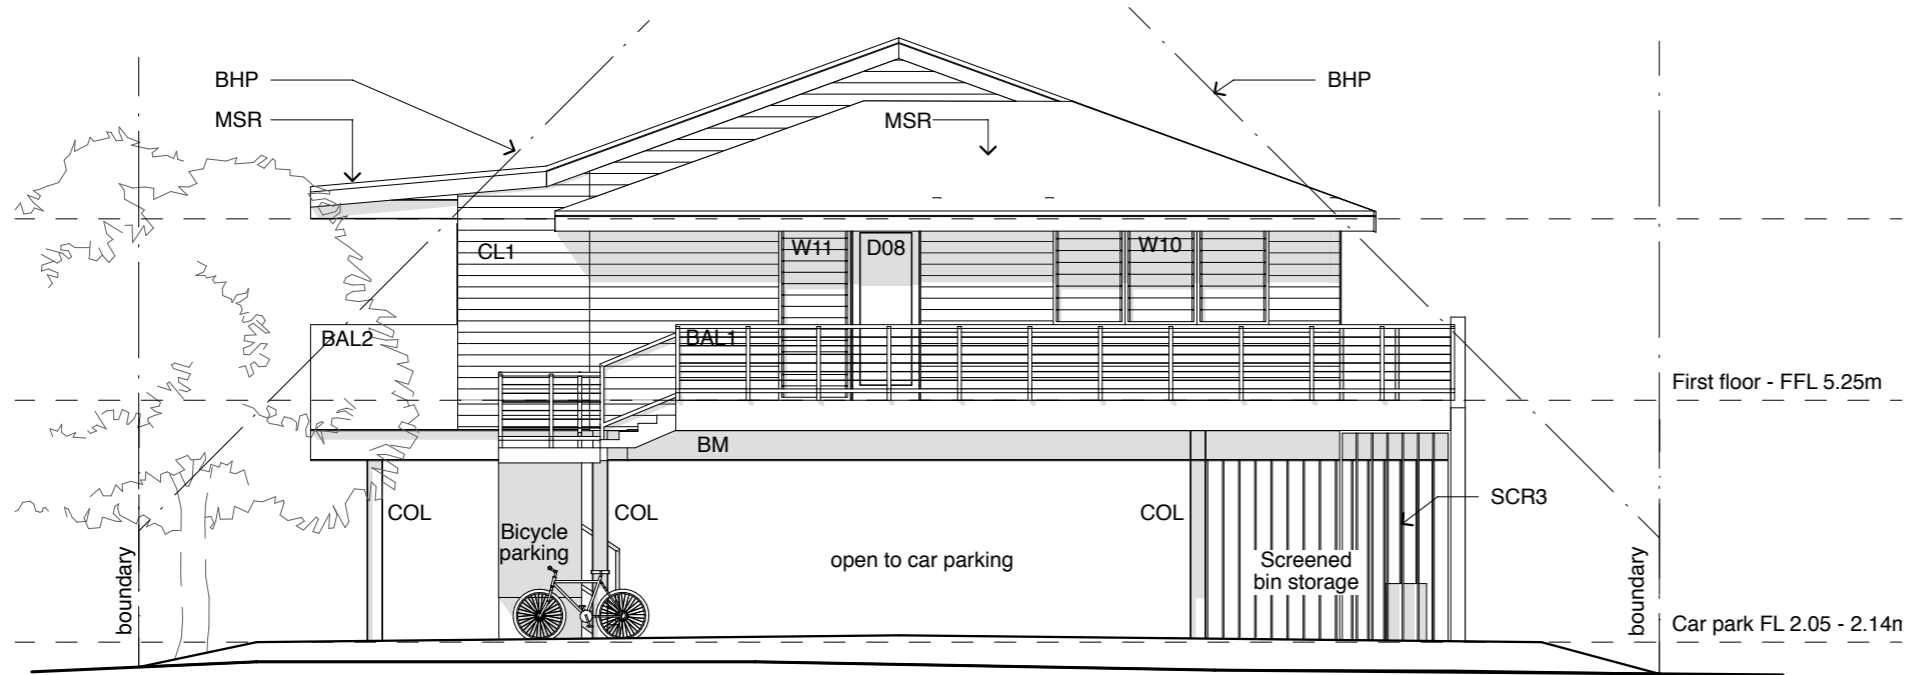 BHP
BHP
MSR
MSR
CL1
W11
D08
W10
BAL2
BAL1
First floor - FFL 5.25m
BM
COL
COL
COL
SCR3
Bicycle
parking
open to car parking
Screened
bin storage
boundary
boundary
Car park FL 2.05 - 2.14m